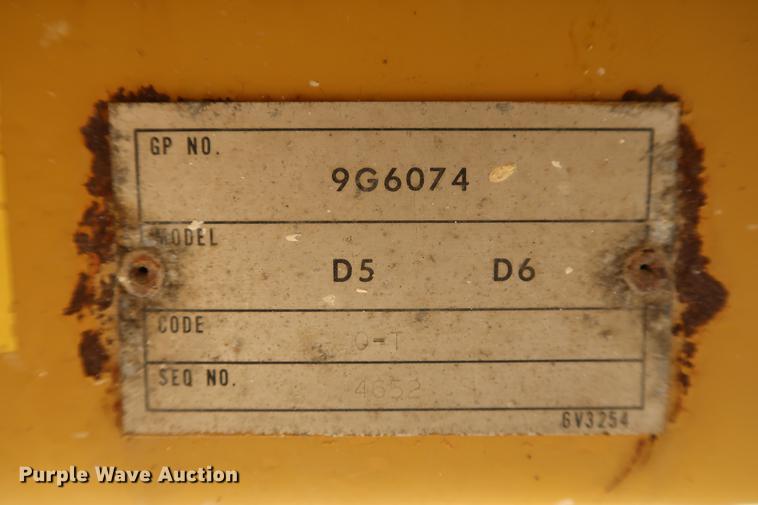 GP NO.
9G6074
MODEL
D5 D6
CODE
Q-T
SEQ NO.
4652
6V3254
Purple Wave Auction